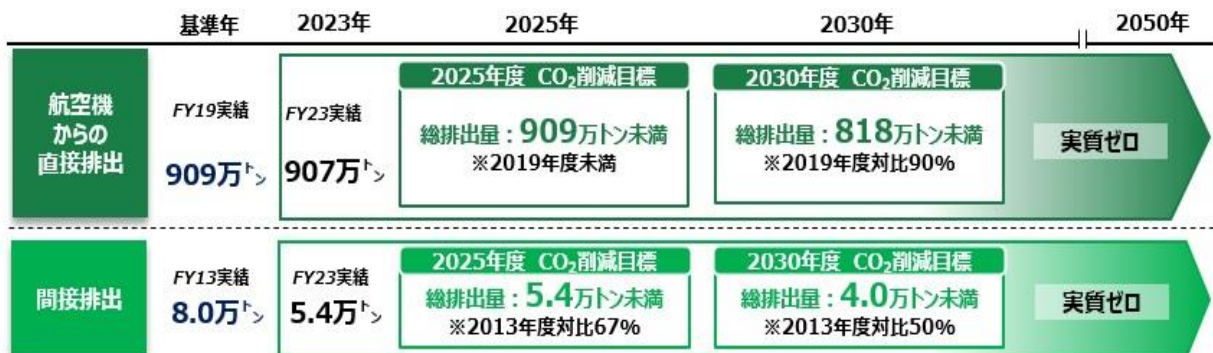 基準年 2023年 2025年 2030年 2050年
航空機
からの
直接排出
FY19実績
909万トン
FY23実績
907万トン
2025年度 CO₂削減目標
総排出量：909万トン未満
※2019年度未満
2030年度 CO₂削減目標
総排出量：818万トン未満
※2019年度対比90%
実質ゼロ
間接排出
FY13実績
8.0万トン
FY23実績
5.4万トン
2025年度 CO₂削減目標
総排出量：5.4万トン未満
※2013年度対比67%
2030年度 CO₂削減目標
総排出量：4.0万トン未満
※2013年度対比50%
実質ゼロ